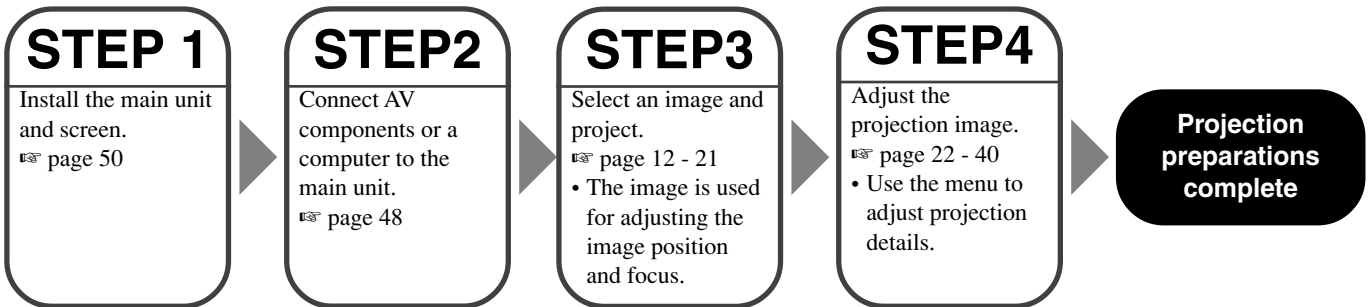 STEP 1
Install the main unit
and screen.
☞ page 50
STEP2
Connect AV
components or a
computer to the
main unit.
☞ page 48
STEP3
Select an image and
project.
☞ page 12 - 21
• The image is used
for adjusting the
image position
and focus.
STEP4
Adjust the
projection image.
☞ page 22 - 40
• Use the menu to
adjust projection
details.
Projection
preparations
complete